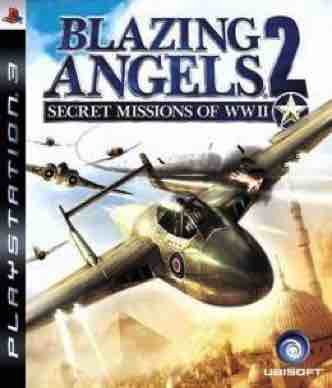 PLAYSTATION 3
BLAZING
ANGELS 2
SECRET MISSIONS OF WWII
UBISOFT